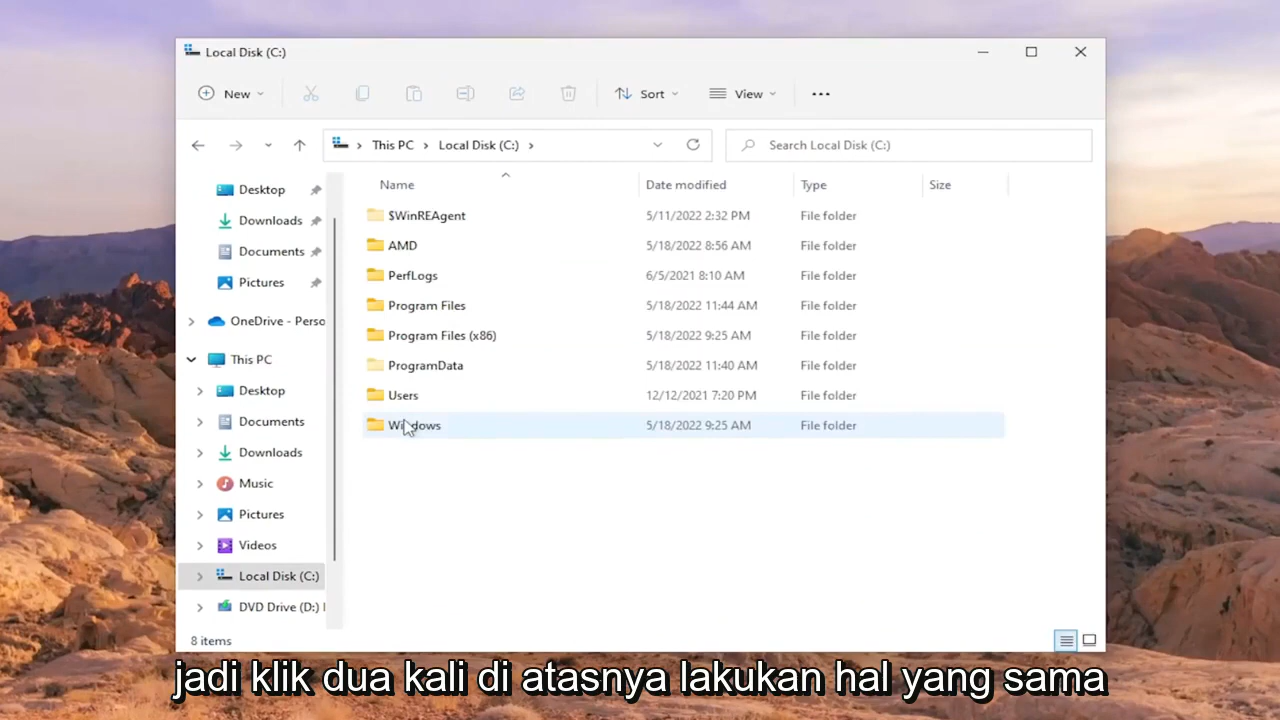 Local Disk (C:)
New
Sort
View
This PC
Local Disk (C:)
Search Local Disk (C:)
Name
Date modified
Type
Size
Desktop
Downloads
Documents
Pictures
OneDrive - Perso
This PC
Desktop
Documents
Downloads
Music
Pictures
Videos
Local Disk (C:)
DVD Drive (D:)
$WinREAgent 5/11/2022 2:32 PM File folder
AMD 5/18/2022 8:56 AM File folder
PerfLogs 6/5/2021 8:10 AM File folder
Program Files 5/18/2022 11:44 AM File folder
Program Files (x86) 5/18/2022 9:25 AM File folder
ProgramData 5/18/2022 11:40 AM File folder
Users 12/12/2021 7:20 PM File folder
Windows 5/18/2022 9:25 AM File folder
8 items
jadi klik dua kali di atasnya lakukan hal yang sama